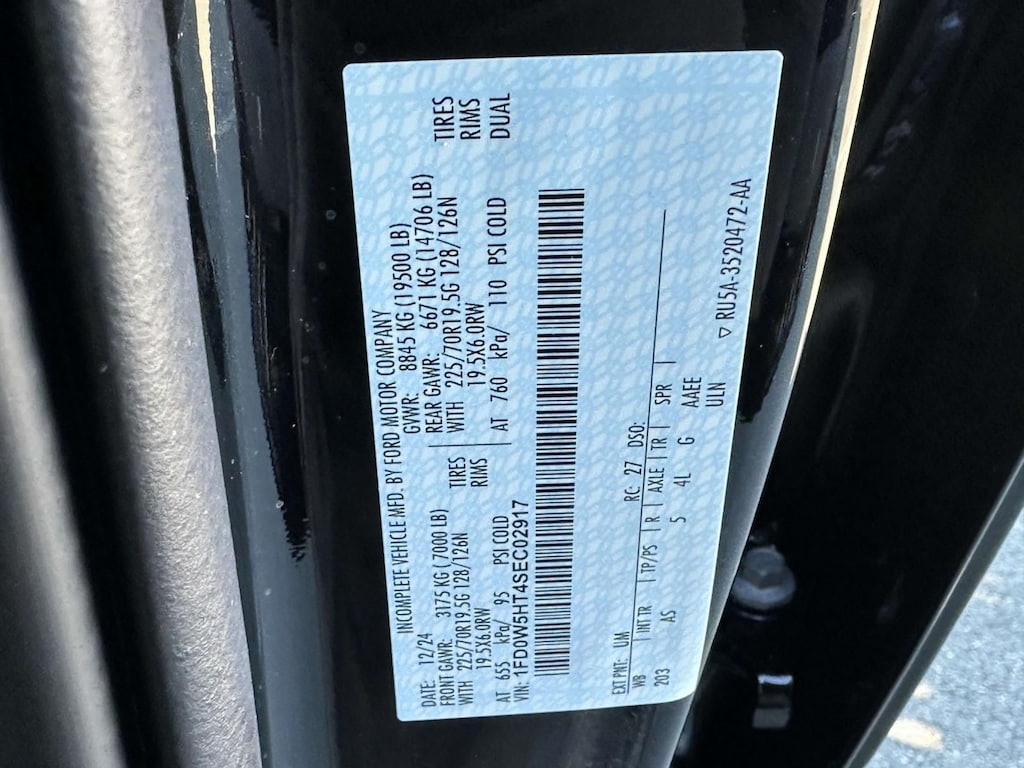 INCOMPLETE VEHICLE MFD. BY FORD MOTOR COMPANY
DATE: 12/24 GVWR: 8845 KG (19500 LB)
FRONT GAWR: 3175 KG (7000 LB) REAR GAWR: 6671 KG (14706 LB)
WITH 225/70R19.5G 128/126N TIRES WITH 225/70R19.5G 128/126N TIRES
19.5X6.0RW RIMS 19.5X6.0RW RIMS
AT 655 kPa/ 95 PSI COLD AT 760 kPa/ 110 PSI COLD DUAL
VIN: 1FD0W5HT4SEC02917
EXT PNT: UM RC: 27 DSO:
WB | INT TR | TP/PS | R | AXLE | TR | SPR |
203 AS 5 4L G AAEE
ULN
▽ RU5A-3520472-AA